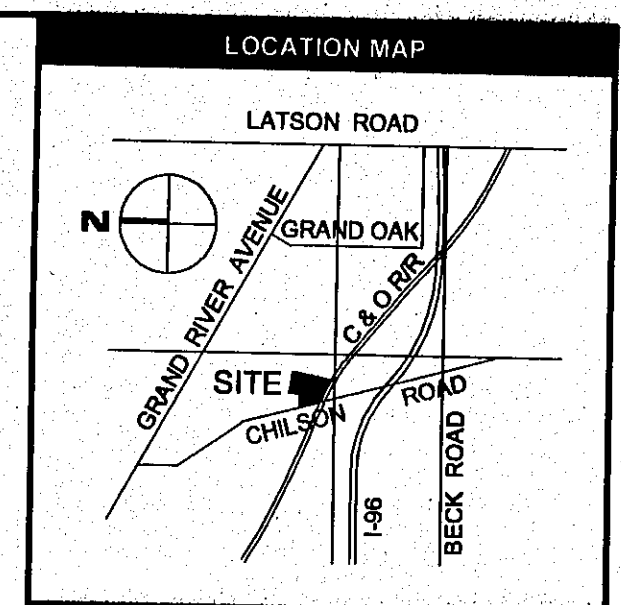 LOCATION MAP
LATSON ROAD
N
GRAND RIVER AVENUE
GRAND OAK
C & O R/R
SITE
CHILSON
ROAD
I-96
BECK ROAD